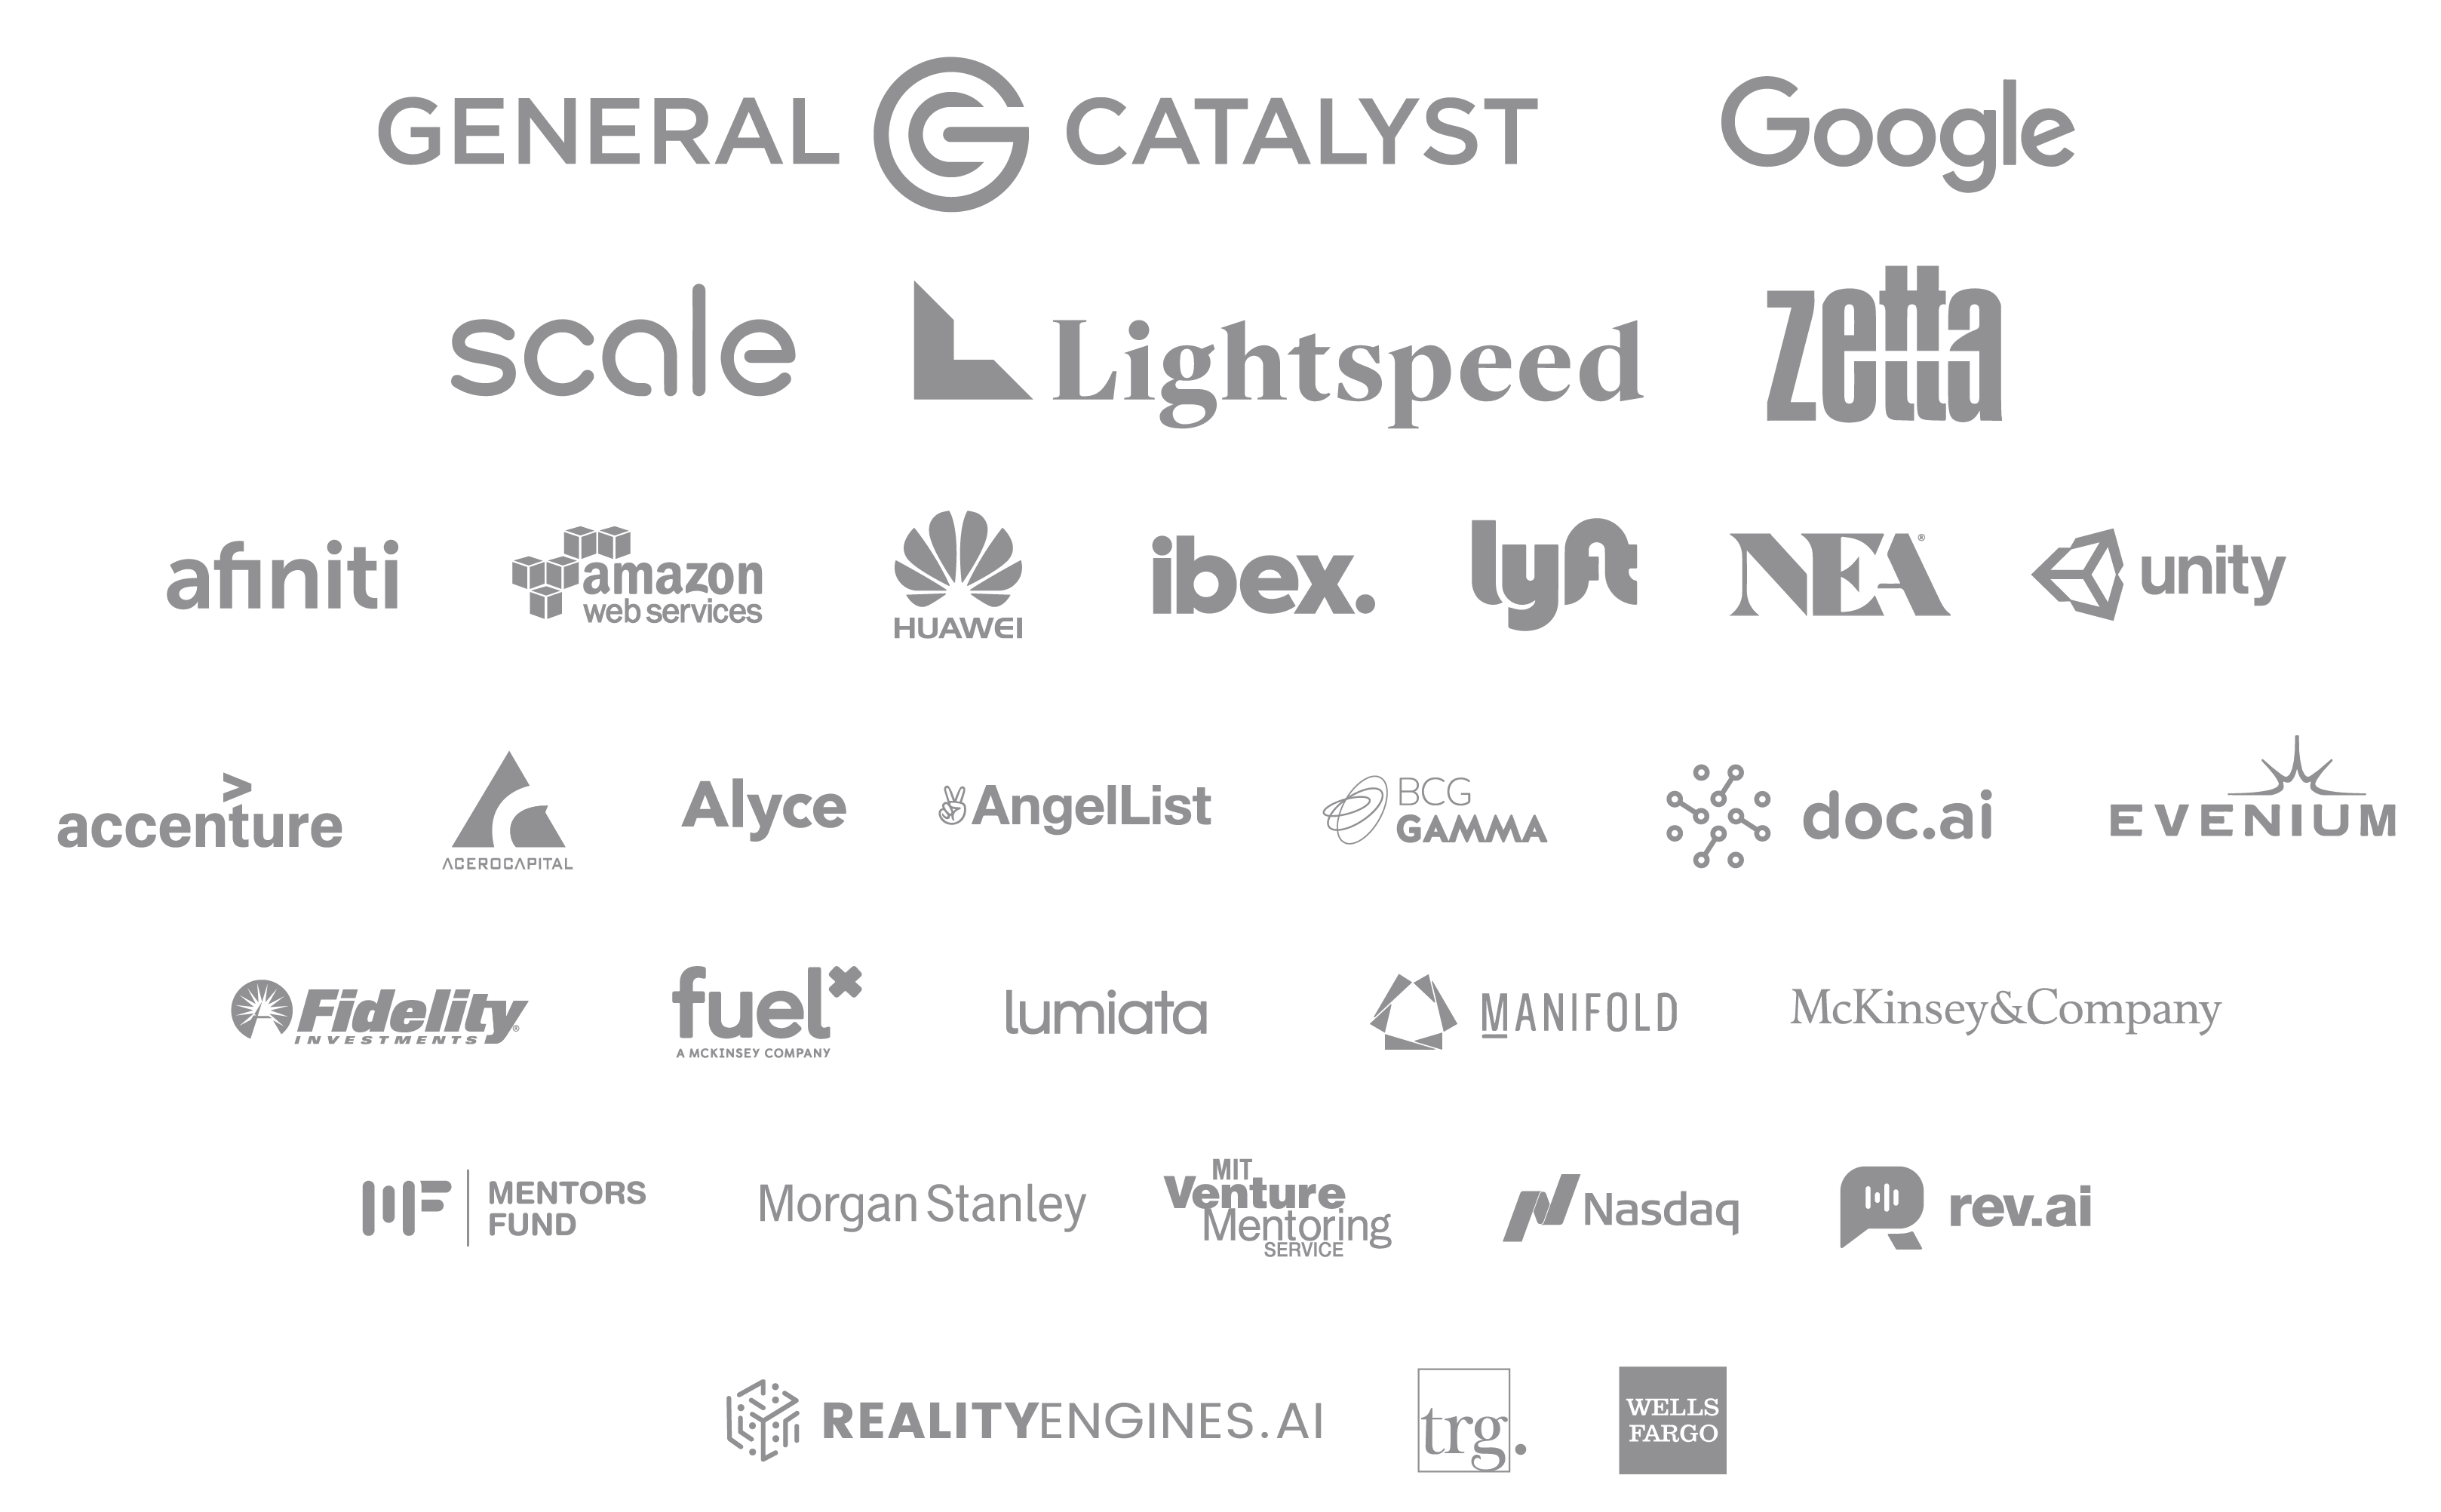 GENERAL CATALYST Google
scale Lightspeed zetta
afiniti amazon web services HUAWEI ibex. lyft NEA® unity
accenture ACEROCAPITAL Alyce AngelList BCG GAMMA doc.ai EVENIUM
Fidelity INVESTMENTS® fuel A MCKINSEY COMPANY lumiata MANIFOLD McKinsey&Company
MF MENTORS FUND Morgan Stanley MIT Venture Mentoring SERVICE Nasdaq rev.ai
REALITYENGINES.AI trg. WELLS FARGO